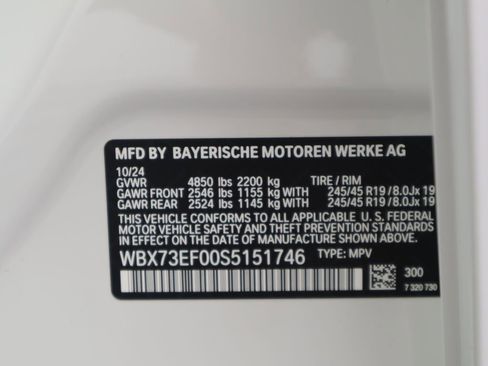 MFD BY BAYERISCHE MOTOREN WERKE AG
10/24
GVWR 4850 lbs 2200 kg TIRE / RIM
GAWR FRONT 2546 lbs 1155 kg WITH 245/45 R19 / 8.0Jx 19
GAWR REAR 2524 lbs 1145 kg WITH 245/45 R19 / 8.0Jx 19
THIS VEHICLE CONFORMS TO ALL APPLICABLE U. S. FEDERAL
MOTOR VEHICLE SAFETY AND THEFT PREVENTION STANDARDS
IN EFFECT ON THE DATE OF MANUFACTURE SHOWN ABOVE.
WBX73EF00S5151746 TYPE: MPV
300
7 320 730